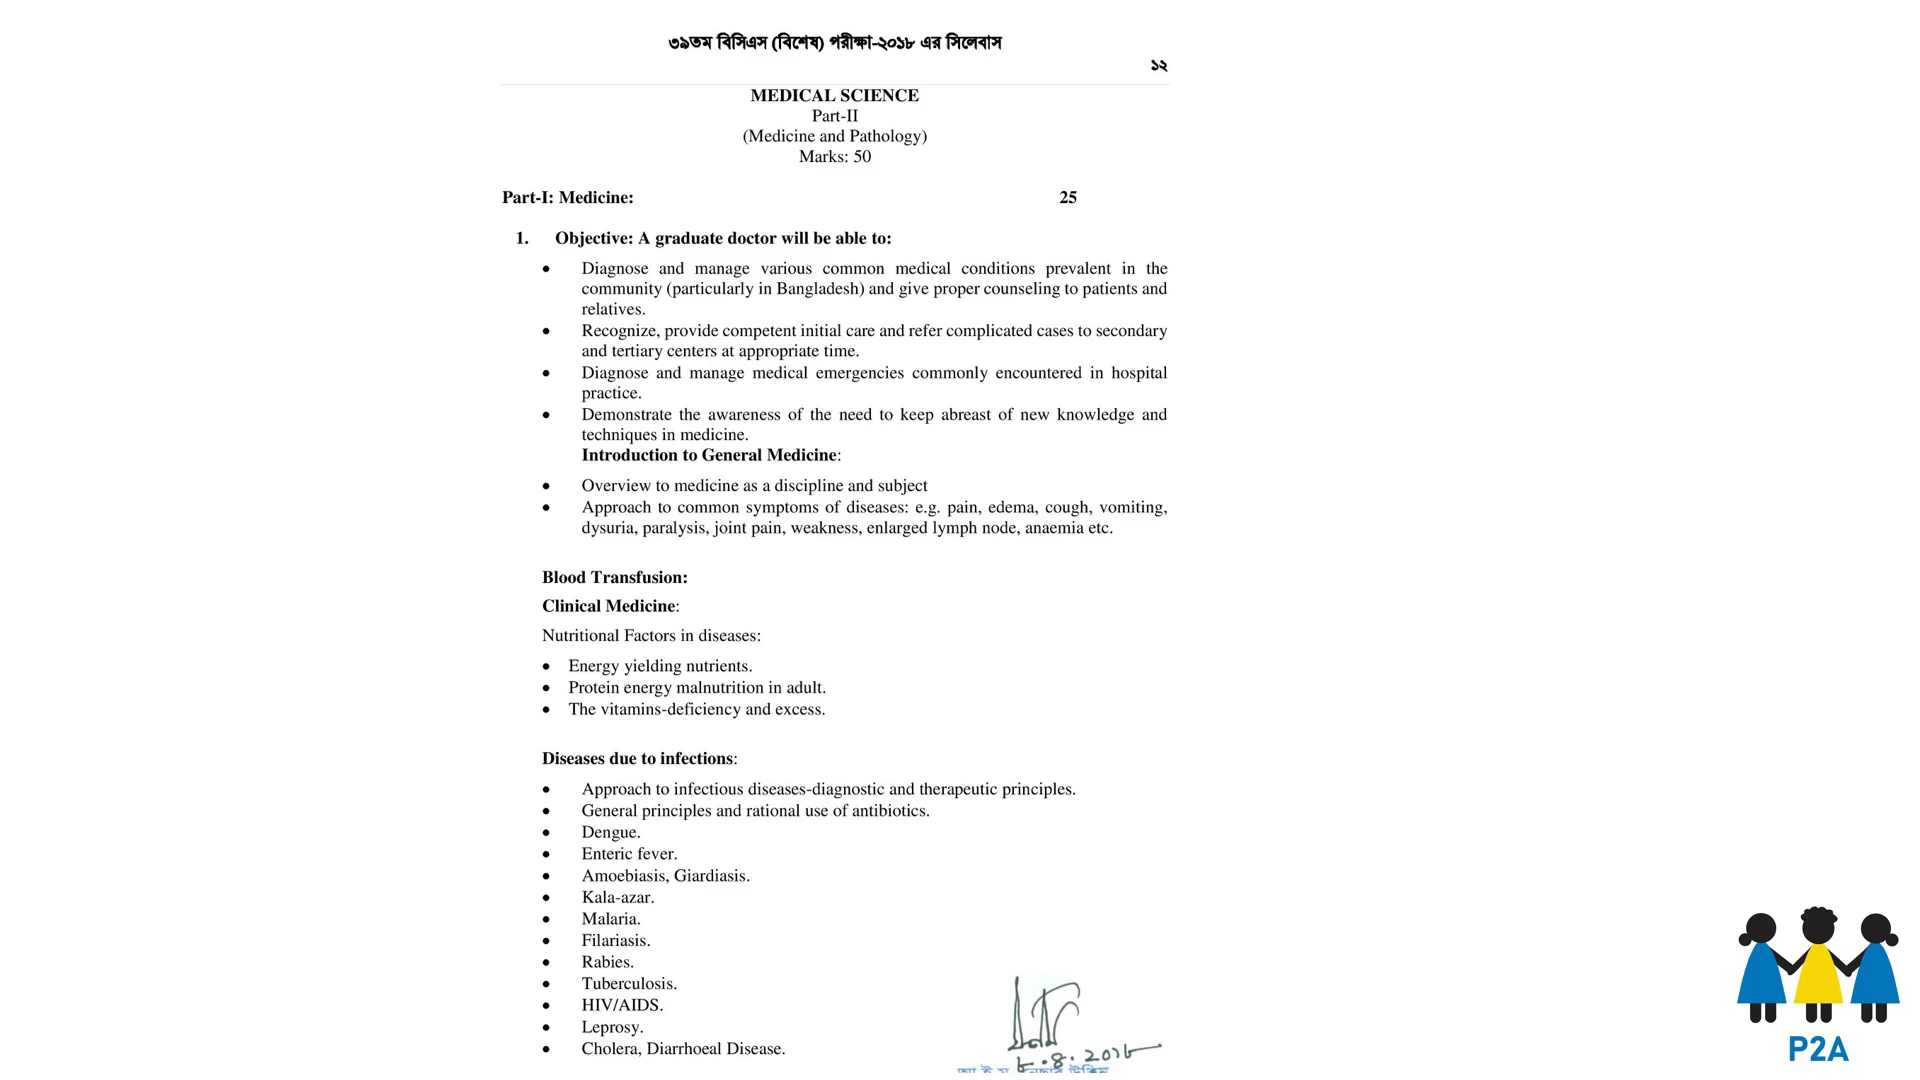 ৩৯তম বিসিএস (বিশেষ) পরীক্ষা-২০১৮ এর সিলেবাস
১২
MEDICAL SCIENCE
Part-II
(Medicine and Pathology)
Marks: 50
Part-I: Medicine: 25
1. Objective: A graduate doctor will be able to:
• Diagnose and manage various common medical conditions prevalent in the
community (particularly in Bangladesh) and give proper counseling to patients and
relatives.
• Recognize, provide competent initial care and refer complicated cases to secondary
and tertiary centers at appropriate time.
• Diagnose and manage medical emergencies commonly encountered in hospital
practice.
• Demonstrate the awareness of the need to keep abreast of new knowledge and
techniques in medicine.
Introduction to General Medicine:
• Overview to medicine as a discipline and subject
• Approach to common symptoms of diseases: e.g. pain, edema, cough, vomiting,
dysuria, paralysis, joint pain, weakness, enlarged lymph node, anaemia etc.
Blood Transfusion:
Clinical Medicine:
Nutritional Factors in diseases:
• Energy yielding nutrients.
• Protein energy malnutrition in adult.
• The vitamins-deficiency and excess.
Diseases due to infections:
• Approach to infectious diseases-diagnostic and therapeutic principles.
• General principles and rational use of antibiotics.
• Dengue.
• Enteric fever.
• Amoebiasis, Giardiasis.
• Kala-azar.
• Malaria.
• Filariasis.
• Rabies.
• Tuberculosis.
• HIV/AIDS.
• Leprosy.
• Cholera, Diarrhoeal Disease.
৮.৪.২০১৮
P2A